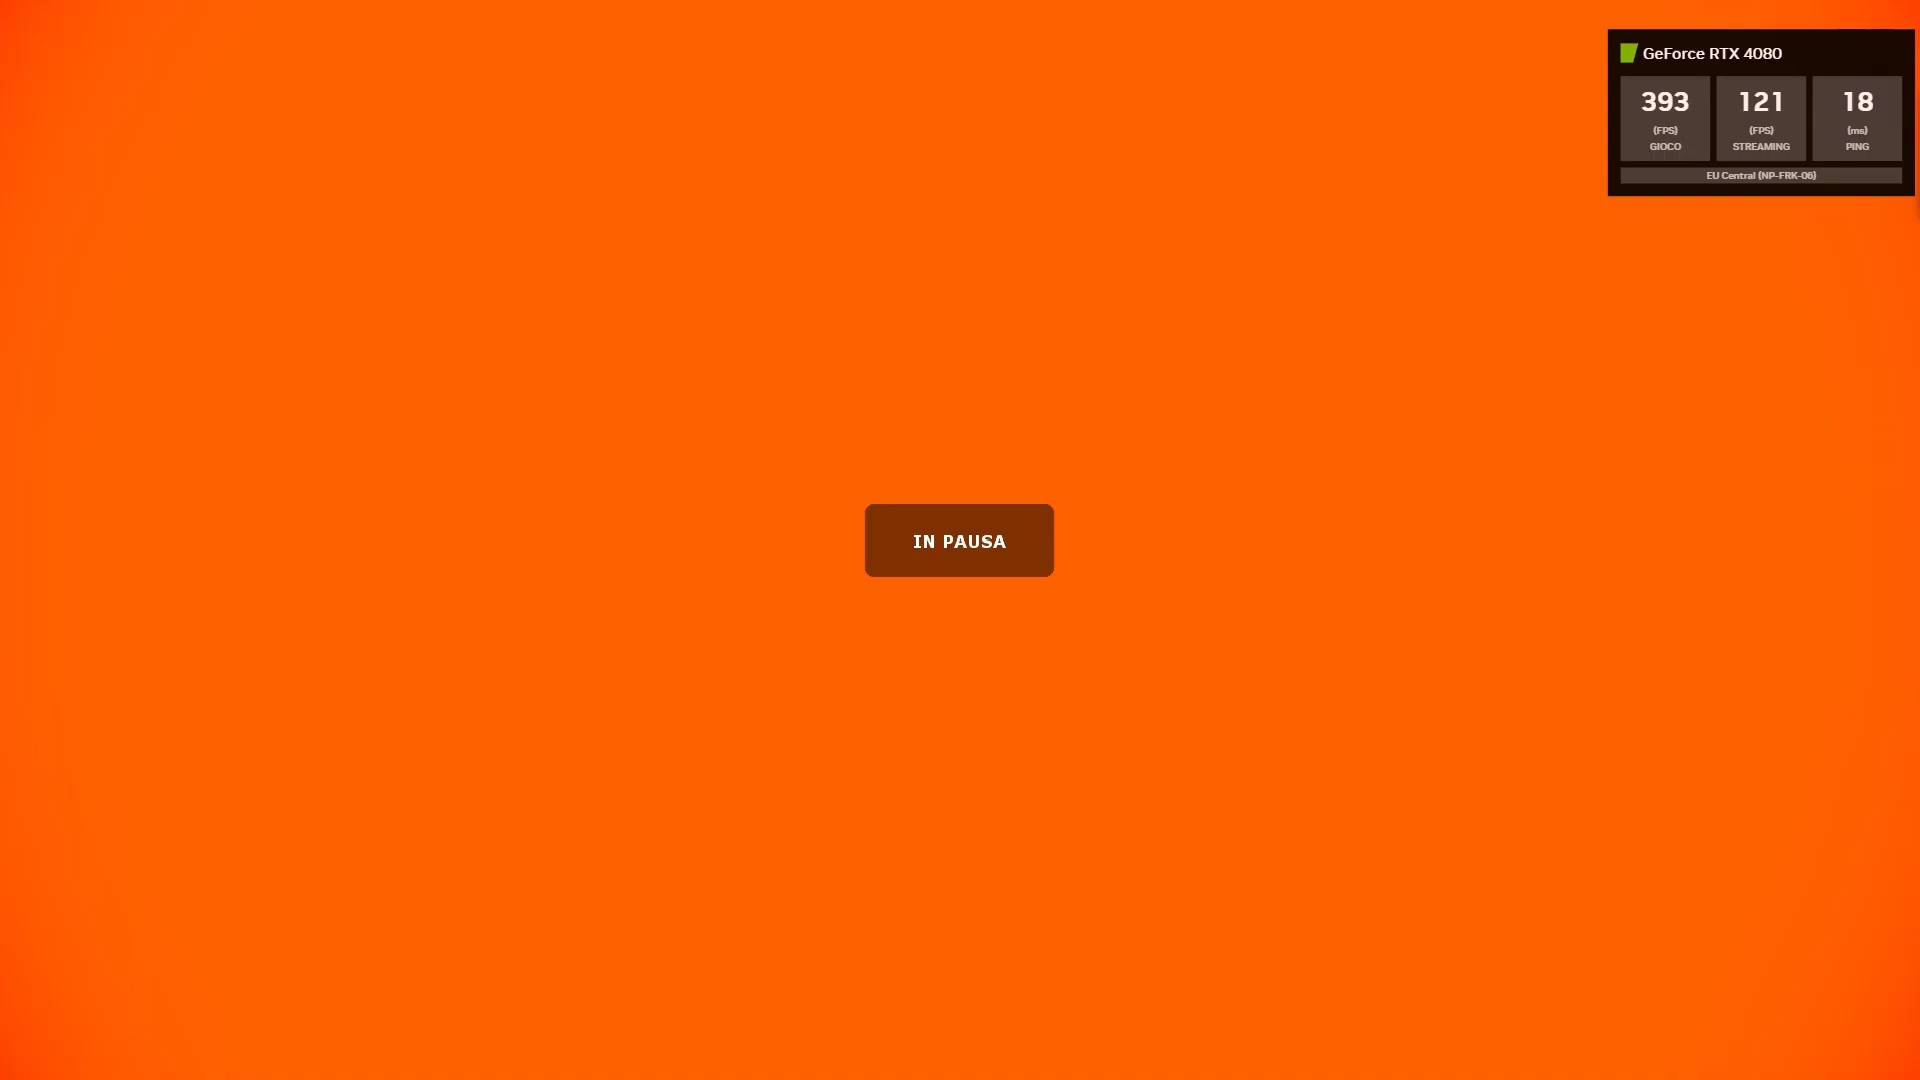 GeForce RTX 4080
393 121 18
(FPS) (FPS) (ms)
GIOCO STREAMING PING
EU Central (NP-FRK-06)
IN PAUSA